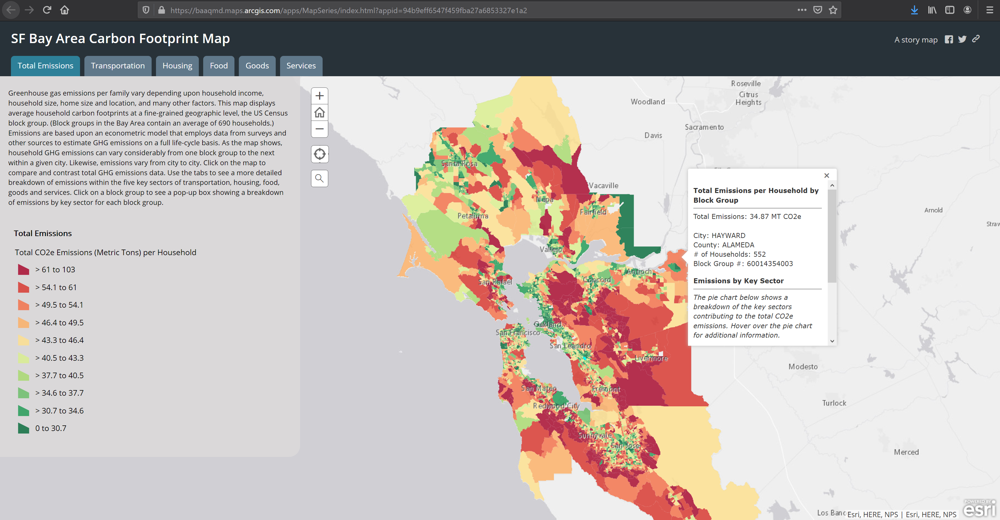 https://baaqmd.maps.arcgis.com/apps/MapSeries/index.html?appid=94b9eff6547f459fba27a6853327e1a2
SF Bay Area Carbon Footprint Map
A story map
Total Emissions
Transportation
Housing
Food
Goods
Services
Greenhouse gas emissions per family vary depending upon household income,
household size, home size and location, and many other factors. This map displays
average household carbon footprints at a fine-grained geographic level, the US Census
block group. (Block groups in the Bay Area contain an average of 690 households.)
Emissions are based upon an econometric model that employs data from surveys and
other sources to estimate GHG emissions on a full life-cycle basis. As the map shows,
household GHG emissions can vary considerably from one block group to the next
within a given city. Likewise, emissions vary from city to city. Click on the map to
compare and contrast total GHG emissions data. Use the tabs to see a more detailed
breakdown of emissions within the five key sectors of transportation, housing, food,
goods and services. Click on a block group to see a pop-up box showing a breakdown
of emissions by key sector for each block group.
Total Emissions
Total CO2e Emissions (Metric Tons) per Household
> 61 to 103
> 54.1 to 61
> 49.5 to 54.1
> 46.4 to 49.5
> 43.3 to 46.4
> 40.5 to 43.3
> 37.7 to 40.5
> 34.6 to 37.7
> 30.7 to 34.6
0 to 30.7
Roseville
Citrus
Heights
Woodland
Sacramento
Davis
Santa Rosa
Vacaville
Napa
Fairfield
Petaluma
Vallejo
Antioch
Concord
San Rafael
Oakland
San Francisco
San Leandro
Livermore
San Mateo
Fremont
Redwood City
Sunnyvale
San Jose
Arnold
Modesto
Turlock
Merced
Total Emissions per Household by
Block Group
Total Emissions: 34.87 MT CO2e
City: HAYWARD
County: ALAMEDA
# of Households: 552
Block Group #: 60014354003
Emissions by Key Sector
The pie chart below shows a
breakdown of the key sectors
contributing to the total CO2e
emissions. Hover over the pie chart
for additional information.
Los Banc
Esri, HERE, NPS | Esri, HERE, NPS
POWERED BY
esri